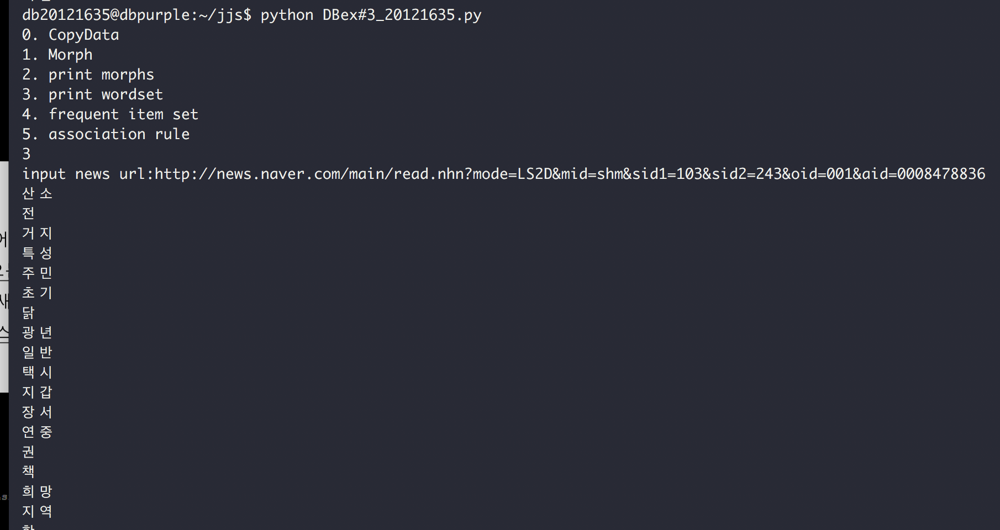 db20121635@dbpurple:~/jjs$ python DBex#3_20121635.py
0. CopyData
1. Morph
2. print morphs
3. print wordset
4. frequent item set
5. association rule
3
input news url:http://news.naver.com/main/read.nhn?mode=LS2D&mid=shm&sid1=103&sid2=243&oid=001&aid=0008478836
산소
전
거지
특성
주민
초기
닭
광년
일반
택시
지갑
장서
연중
권
책
희망
지역